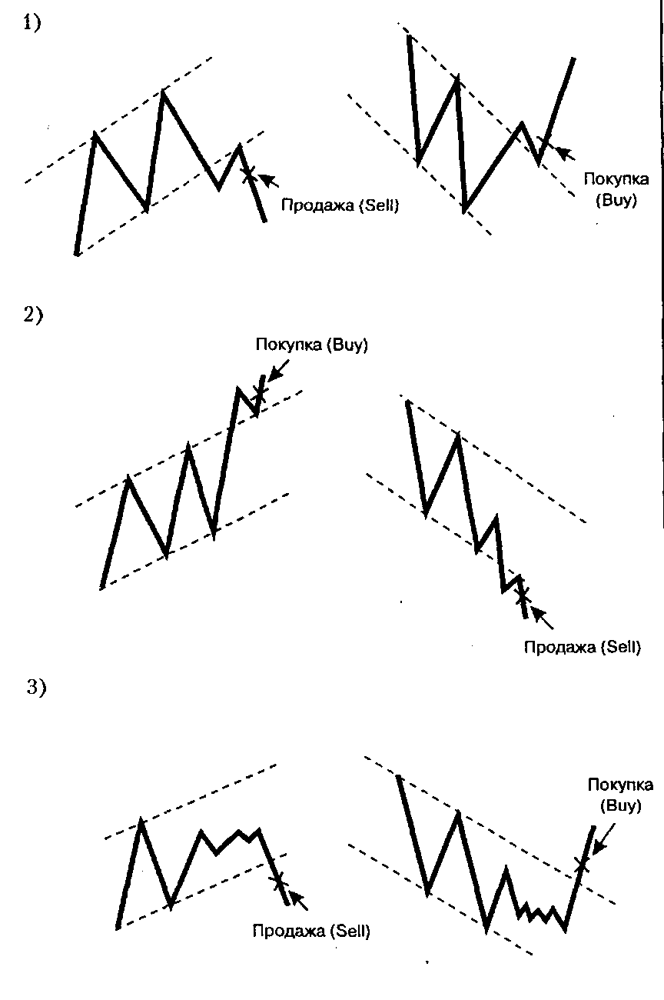 1)
Продажа (Sell)
Покупка
(Buy)
2)
Покупка (Buy)
Продажа (Sell)
3)
Покупка
(Buy)
Продажа (Sell)